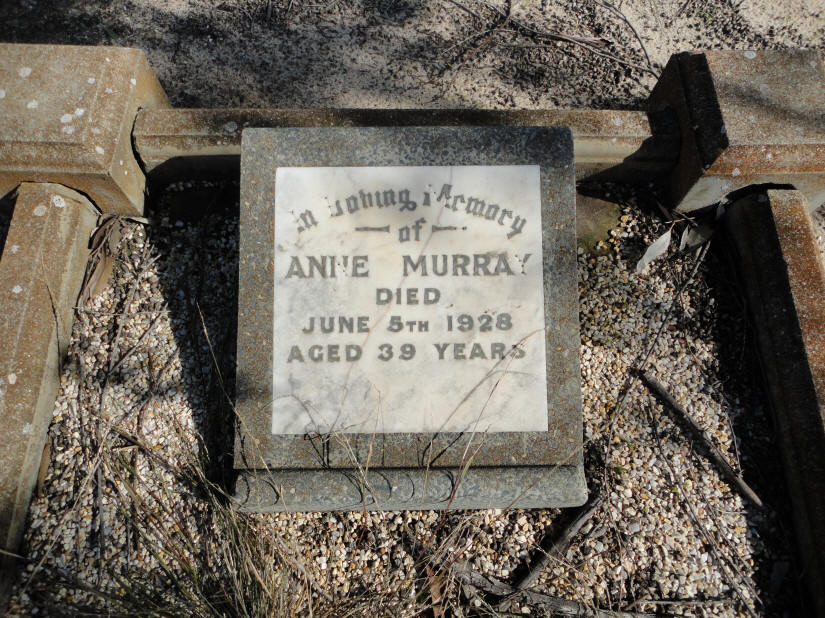 In Loving Memory
of
ANNE MURRAY
DIED
JUNE 5TH 1928
AGED 39 YEARS